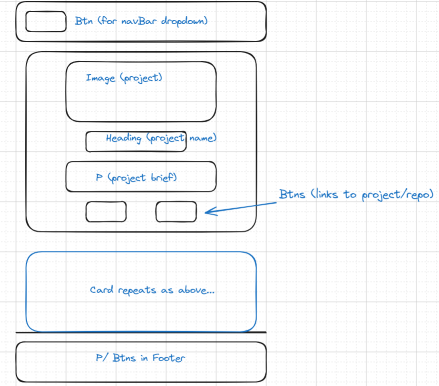 Btn (for navBar dropdown)
Image (project)
Heading (project name)
P (project brief)
Btns (links to project/repo)
Card repeats as above...
P/ Btns in Footer